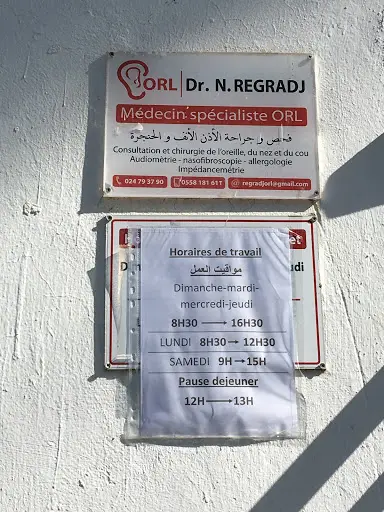 ORL Dr. N. REGRADJ
Médecin spécialiste ORL
فحص و جراحة الأذن الأنف و الحنجرة
Consultation et chirurgie de l'oreille, du nez et du cou
Audiomètrie - nasofibroscopie - allergologie
Impédancemétrie
024 79 37 90 0558 181 611 @ regradjorl@gmail.com
Horaires de travail
مواقيت العمل
Dimanche-mardi-
mercredi-jeudi
8H30 → 16H30
LUNDI 8H30 → 12H30
SAMEDI 9H → 15H
Pause dejeuner
12H → 13H